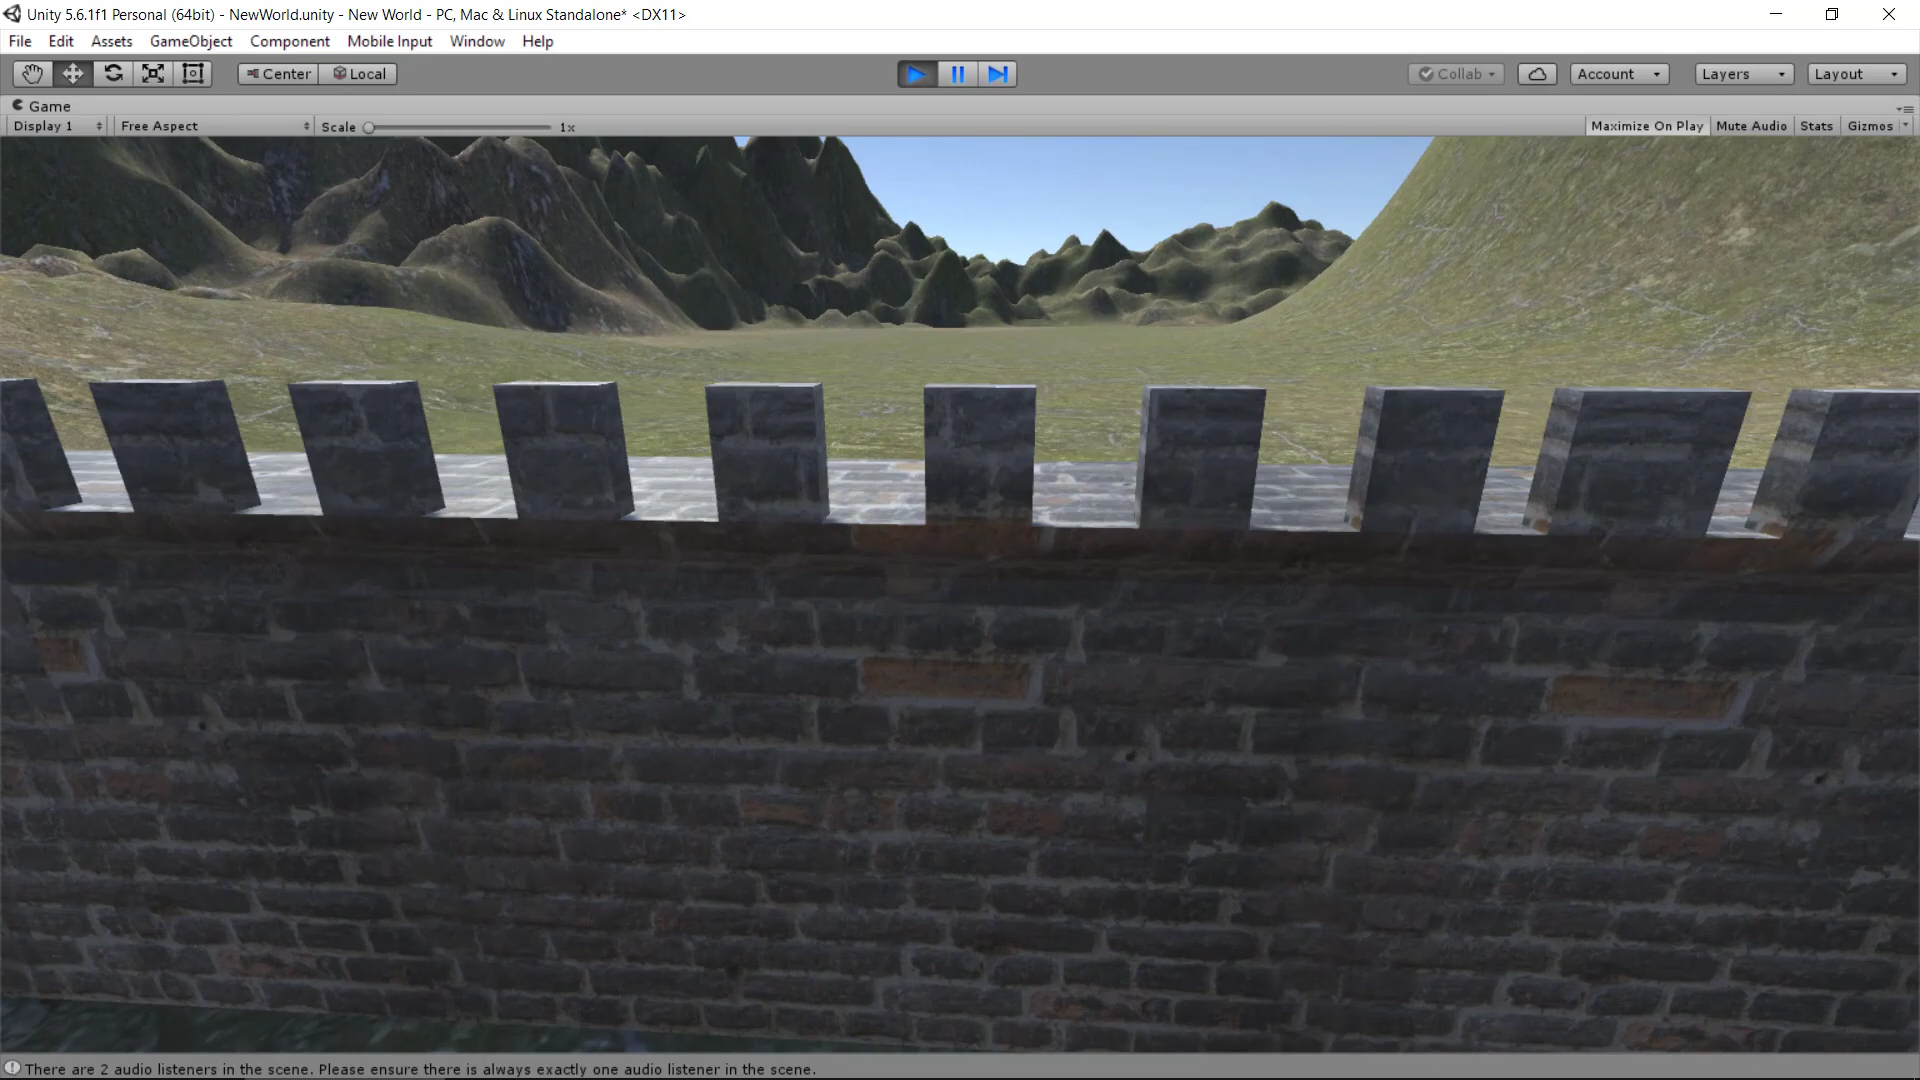 Unity 5.6.1f1 Personal (64bit) - NewWorld.unity - New World - PC, Mac & Linux Standalone* <DX11>
File Edit Assets GameObject Component Mobile Input Window Help
Center Local Collab Account Layers Layout
Game
Display 1 Free Aspect Scale 1x Maximize On Play Mute Audio Stats Gizmos
There are 2 audio listeners in the scene. Please ensure there is always exactly one audio listener in the scene.